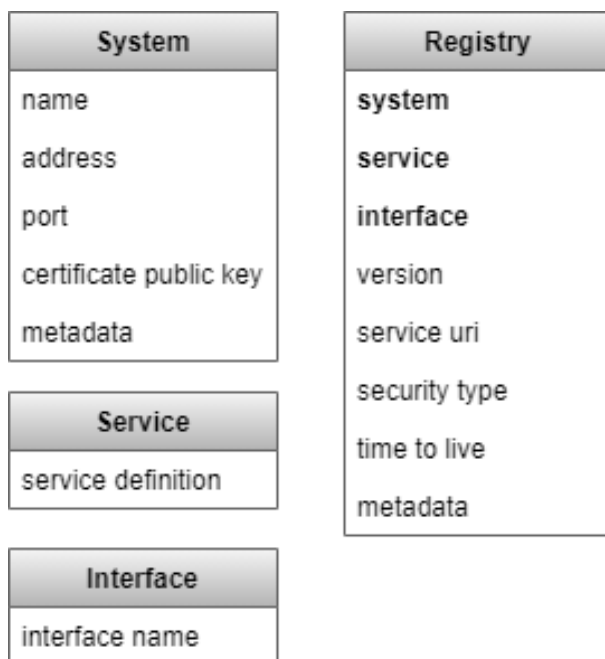 System
name
address
port
certificate public key
metadata
Service
service definition
Interface
interface name
Registry
system
service
interface
version
service uri
security type
time to live
metadata